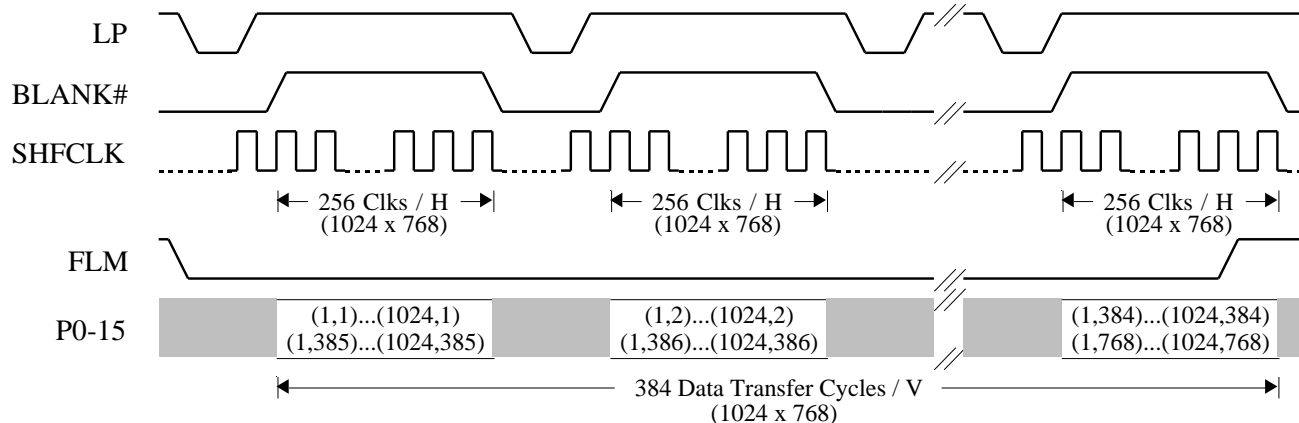 LP
BLANK#
SHFCLK
256 Clks / H
(1024 x 768)
256 Clks / H
(1024 x 768)
256 Clks / H
(1024 x 768)
FLM
P0-15
(1,1)...(1024,1)
(1,385)...(1024,385)
(1,2)...(1024,2)
(1,386)...(1024,386)
(1,384)...(1024,384)
(1,768)...(1024,768)
384 Data Transfer Cycles / V
(1024 x 768)